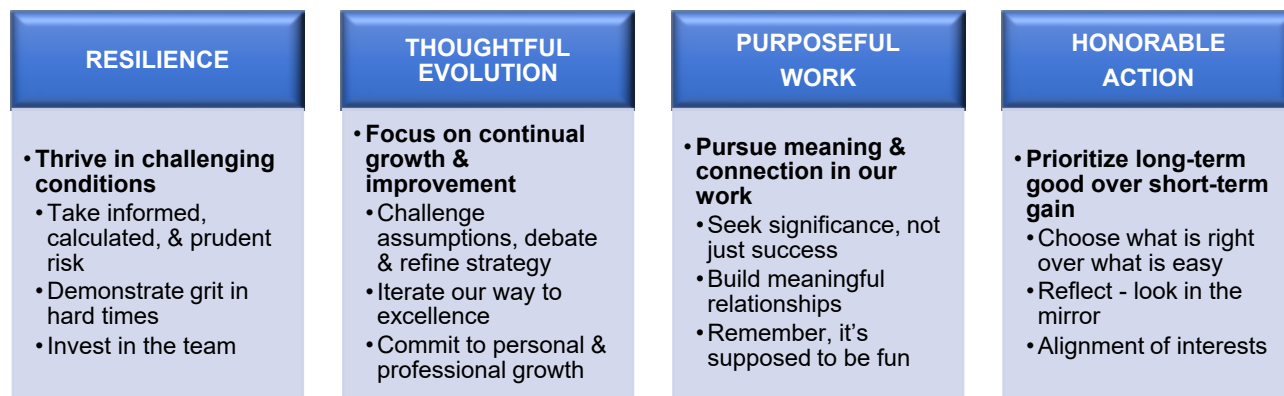 RESILIENCE
• Thrive in challenging
conditions
• Take informed,
calculated, & prudent
risk
• Demonstrate grit in
hard times
• Invest in the team
THOUGHTFUL
EVOLUTION
• Focus on continual
growth &
improvement
• Challenge
assumptions, debate
& refine strategy
• Iterate our way to
excellence
• Commit to personal &
professional growth
PURPOSEFUL
WORK
• Pursue meaning &
connection in our
work
• Seek significance, not
just success
• Build meaningful
relationships
• Remember, it’s
supposed to be fun
HONORABLE
ACTION
• Prioritize long-term
good over short-term
gain
• Choose what is right
over what is easy
• Reflect - look in the
mirror
• Alignment of interests